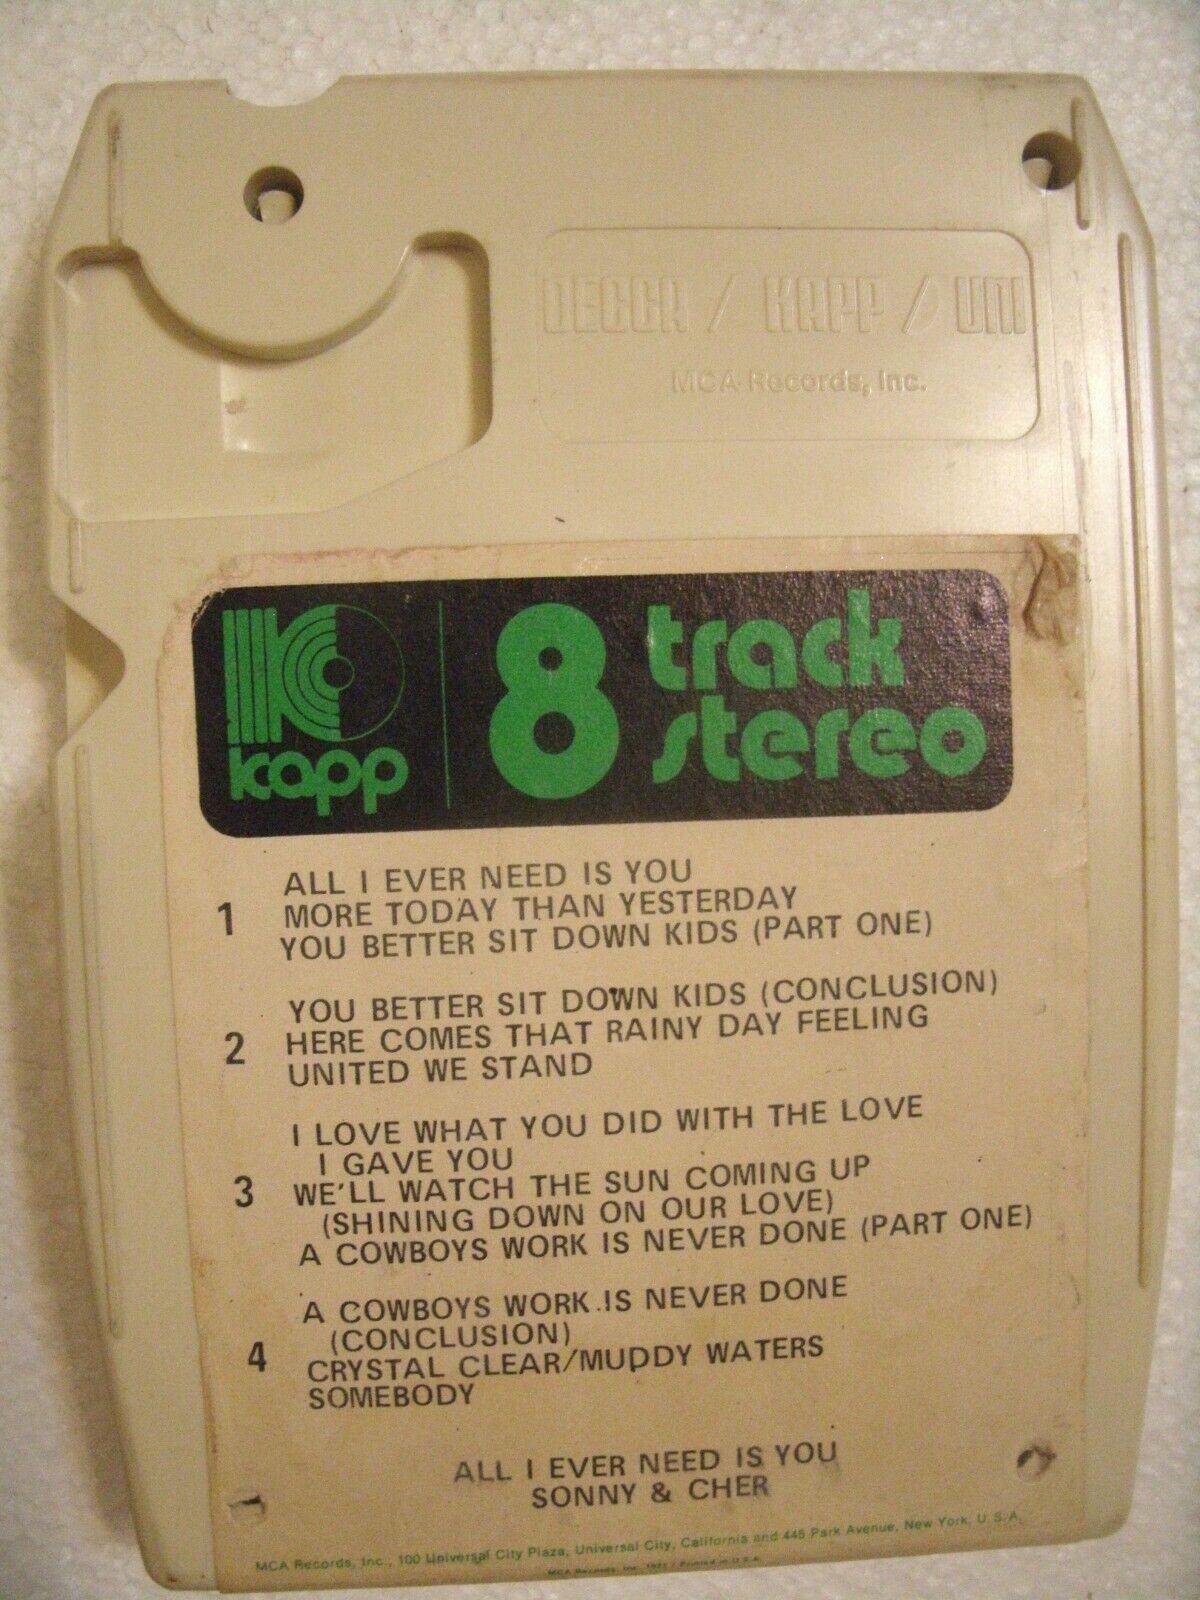 DECCA / KAPP / UNI
MCA Records, Inc.
kapp
8 track
stereo
1
ALL I EVER NEED IS YOU
MORE TODAY THAN YESTERDAY
YOU BETTER SIT DOWN KIDS (PART ONE)
2
YOU BETTER SIT DOWN KIDS (CONCLUSION)
HERE COMES THAT RAINY DAY FEELING
UNITED WE STAND
3
I LOVE WHAT YOU DID WITH THE LOVE
I GAVE YOU
WE'LL WATCH THE SUN COMING UP
(SHINING DOWN ON OUR LOVE)
A COWBOYS WORK IS NEVER DONE (PART ONE)
4
A COWBOYS WORK IS NEVER DONE
(CONCLUSION)
CRYSTAL CLEAR/MUDDY WATERS
SOMEBODY
ALL I EVER NEED IS YOU
SONNY & CHER
MCA Records, Inc., 100 Universal City Plaza, Universal City, California and 445 Park Avenue, New York, U.S.A.
MCA Records, Inc. / Printed in U.S.A.